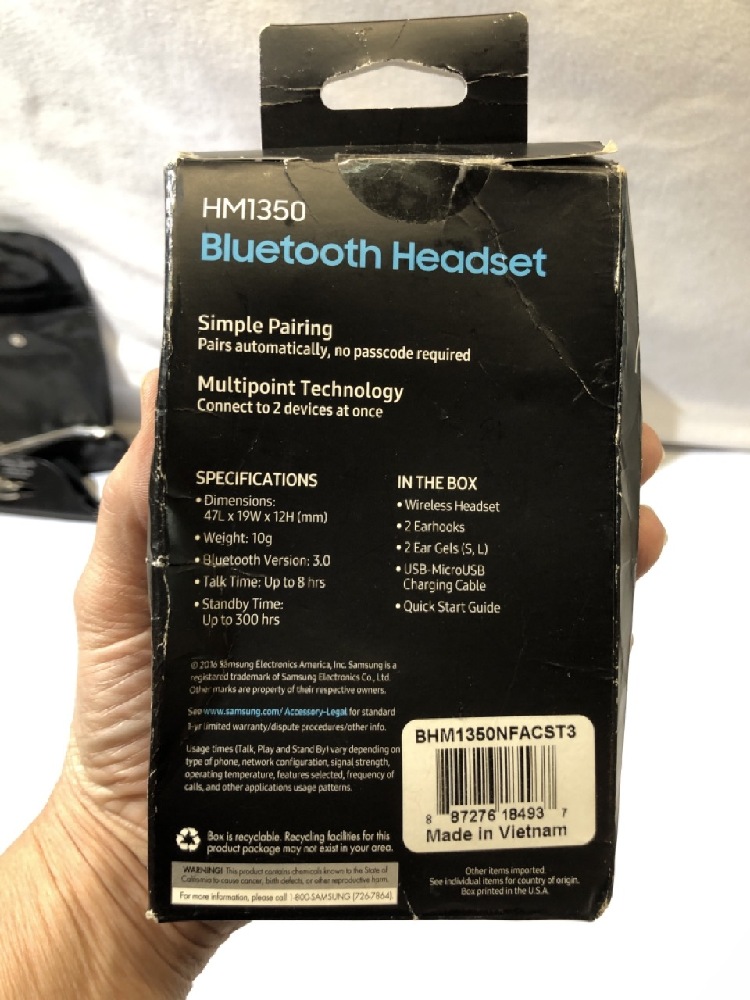 HM1350
Bluetooth Headset
Simple Pairing
Pairs automatically, no passcode required
Multipoint Technology
Connect to 2 devices at once
SPECIFICATIONS
• Dimensions:
47L x 19W x 12H (mm)
• Weight: 10g
• Bluetooth Version: 3.0
• Talk Time: Up to 8 hrs
• Standby Time:
Up to 300 hrs
IN THE BOX
• Wireless Headset
• 2 Earhooks
• 2 Ear Gels (S, L)
• USB-MicroUSB
Charging Cable
• Quick Start Guide
© 2016 Samsung Electronics America, Inc. Samsung is a
registered trademark of Samsung Electronics Co., Ltd.
Other marks are property of their respective owners.
See www.samsung.com/Accessory-Legal for standard
1-yr limited warranty/dispute procedures/other info.
Usage times (Talk, Play and Stand By) vary depending on
type of phone, network configuration, signal strength,
operating temperature, features selected, frequency of
calls, and other applications usage patterns.
Box is recyclable. Recycling facilities for this
product package may not exist in your area.
WARNING! This product contains chemicals known to the State of
California to cause cancer, birth defects, or other reproductive harm.
For more information, please call 1-800-SAMSUNG (726-7864)
BHM1350NFACST3
8 87276 18493 7
Made in Vietnam
Other items imported.
See individual items for country of origin.
Box printed in the U.S.A.